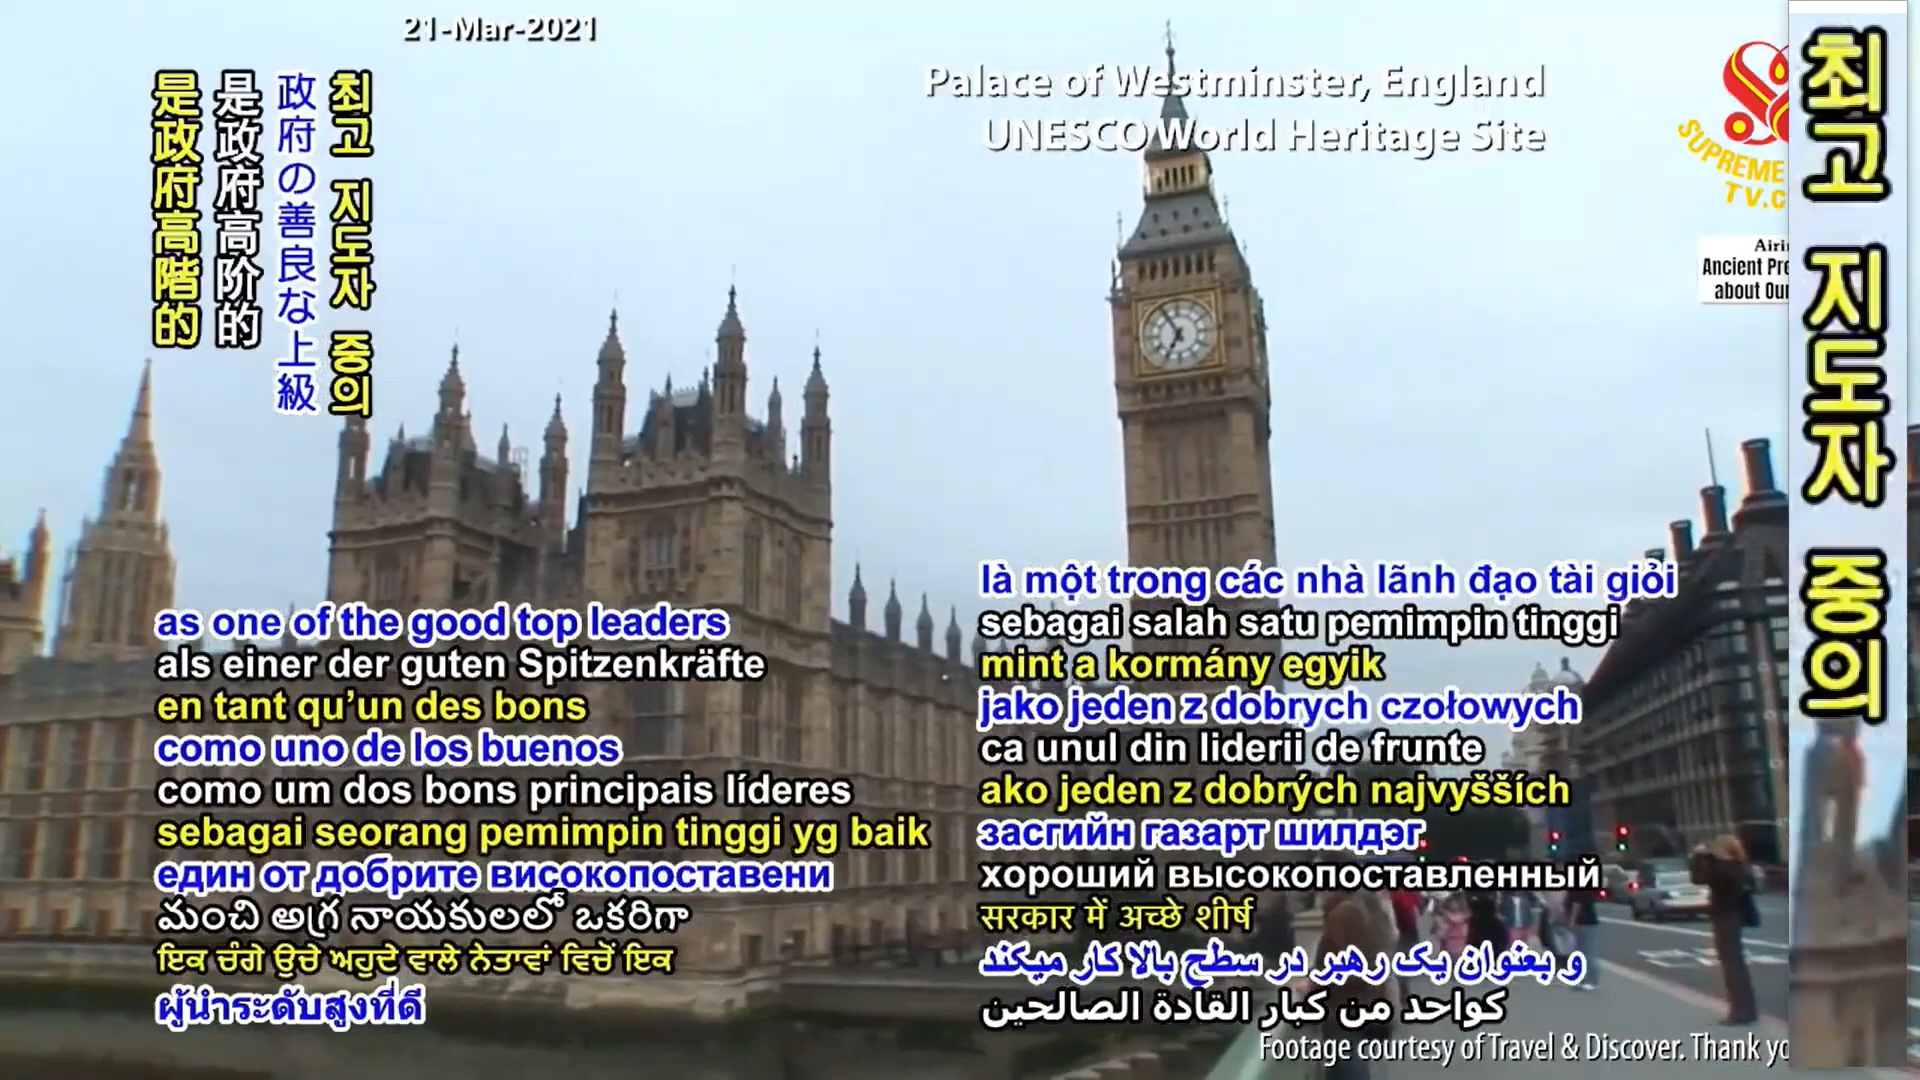 21-Mar-2021
Palace of Westminster, England
UNESCO World Heritage Site
SUPREME
TV.C
Ancient
about Our
최고 지도자 중의
政府の善良な上級
是政府高阶的
是政府高階的
최고 지도자 중의
as one of the good top leaders
als einer der guten Spitzenkräfte
en tant qu’un des bons
como uno de los buenos
como um dos bons principais líderes
sebagai seorang pemimpin tinggi yg baik
един от добрите високопоставени
మంచి అగ్ర నాయకులలో ఒకరిగా
ਇਕ ਚੰਗੇ ਉਚੇ ਅਹੁਦੇ ਵਾਲੇ ਨੇਤਾਵਾਂ ਵਿਚੋਂ ਇਕ
ผู้นำระดับสูงที่ดี
là một trong các nhà lãnh đạo tài giỏi
sebagai salah satu pemimpin tinggi
mint a kormány egyik
jako jeden z dobrych czołowych
ca unul din liderii de frunte
ako jeden z dobrých najvyšších
засгийн газарт шилдэг
хороший высокопоставленный
सरकार में अच्छे शीर्ष
و بعنوان یک رهبر در سطح بالا کار میکند
كواحد من كبار القادة الصالحين
Footage courtesy of Travel & Discover. Thank